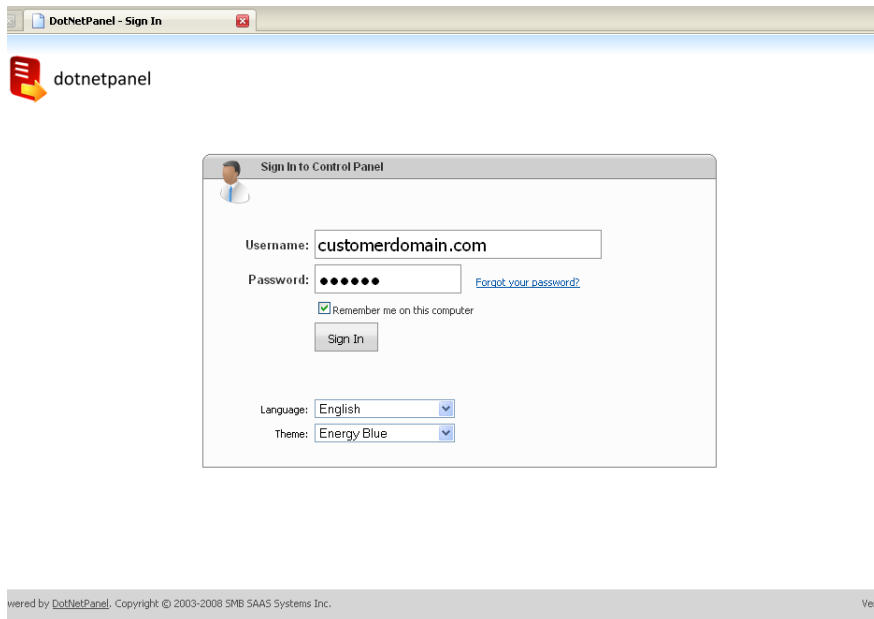 DotNetPanel - Sign In
dotnetpanel
Sign In to Control Panel
Username: customerdomain.com
Password: ●●●●●● Forgot your password?
Remember me on this computer
Sign In
Language: English
Theme: Energy Blue
wered by DotNetPanel. Copyright © 2003-2008 SMB SAAS Systems Inc.